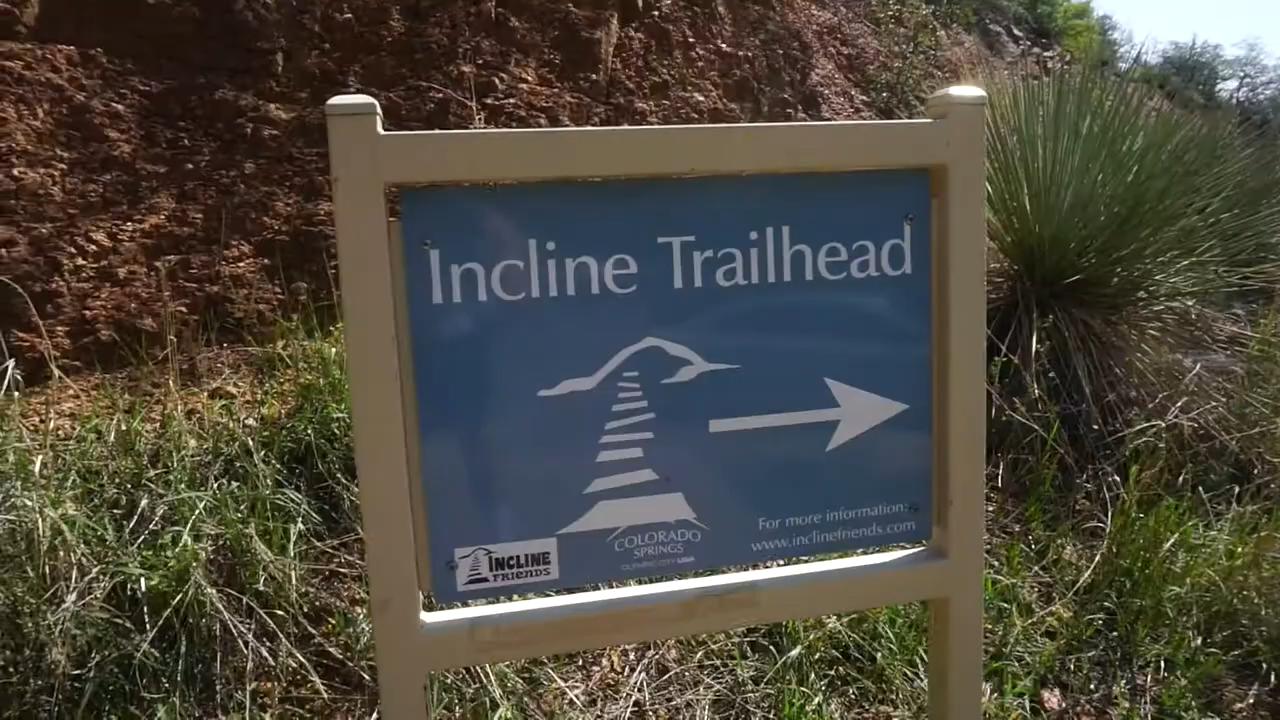 Incline Trailhead
For more information:
www.inclinefriends.com
COLORADO
SPRINGS
OLYMPIC CITY USA
INCLINE
FRIENDS